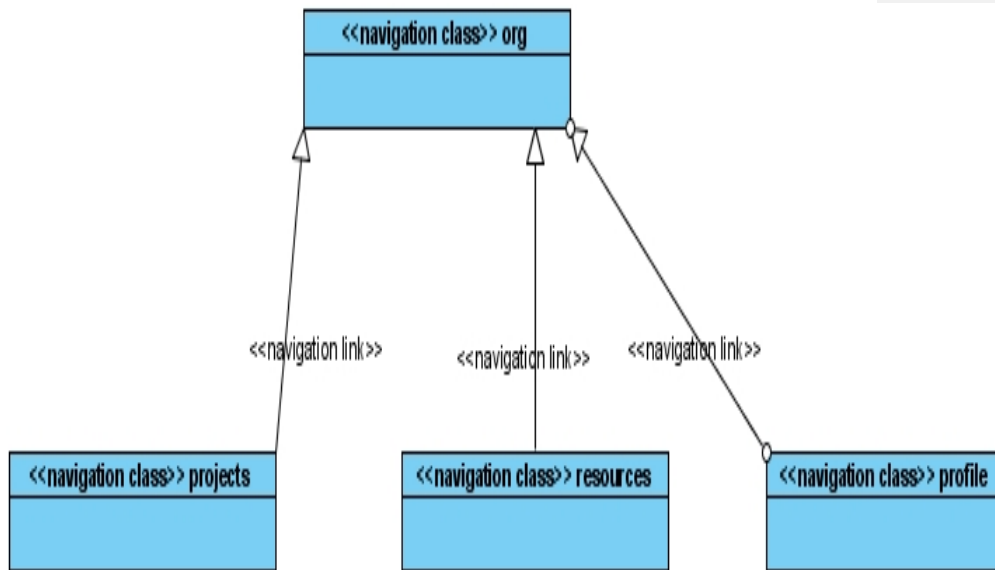 <<navigation class>> org
<<navigation link>>
<<navigation link>>
<<navigation link>>
<<navigation class>> projects
<<navigation class>> resources
<<navigation class>> profile